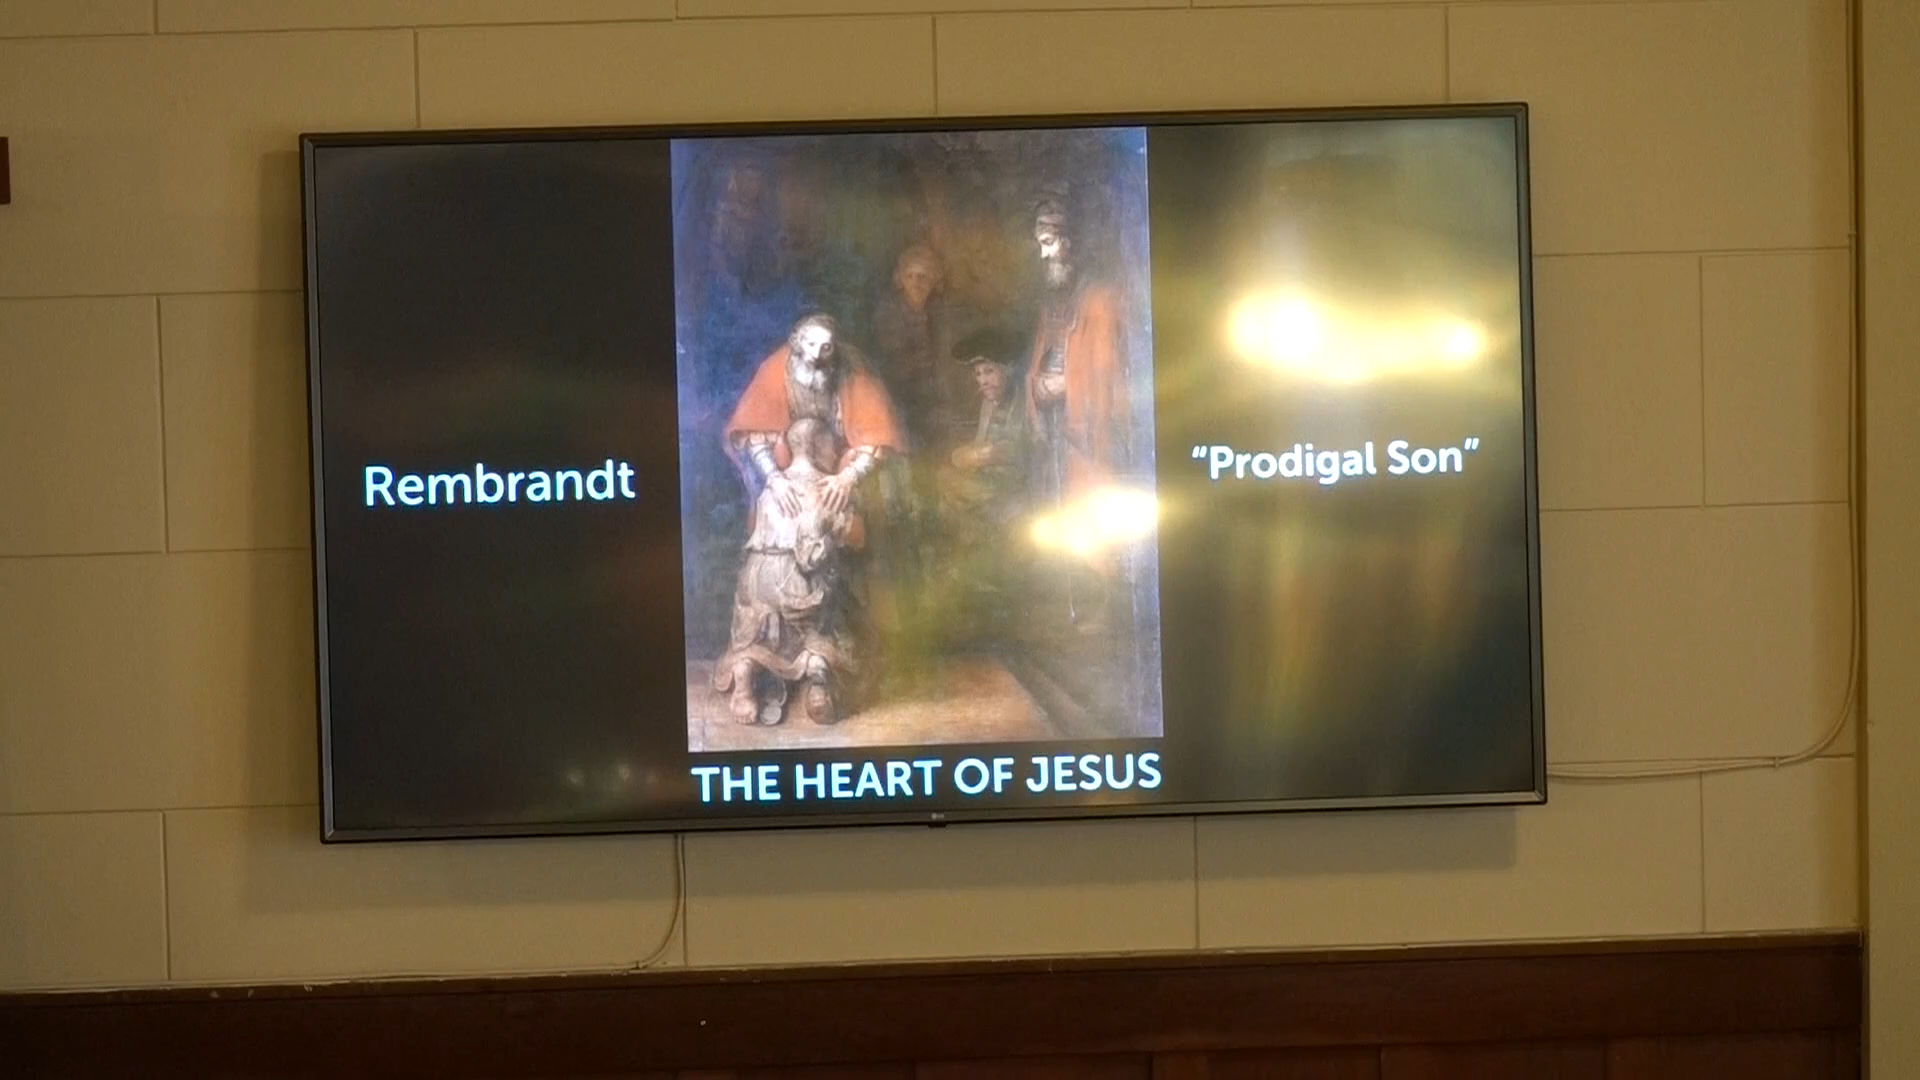 Rembrandt
“Prodigal Son”
THE HEART OF JESUS